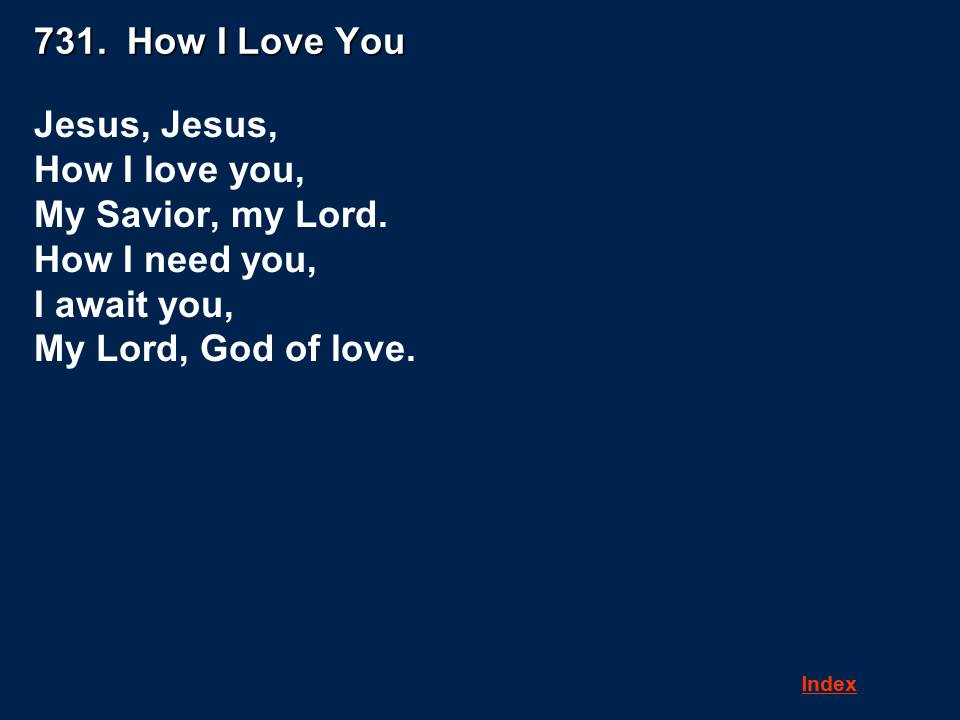 731.  How I Love You
Jesus, Jesus,
How I love you,
My Savior, my Lord.
How I need you,
I await you,
My Lord, God of love.
Index